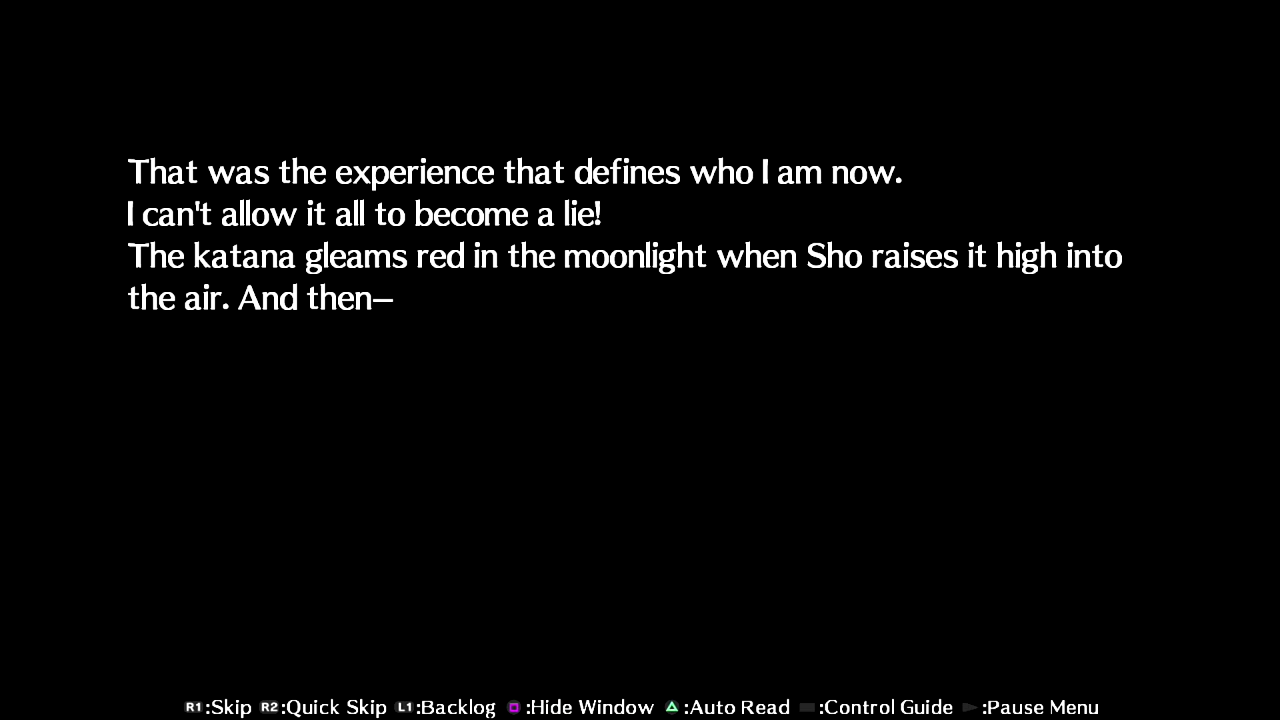 That was the experience that defines who I am now.
I can't allow it all to become a lie!
The katana gleams red in the moonlight when Sho raises it high into
the air. And then—
R1:Skip R2:Quick Skip L1:Backlog :Hide Window :Auto Read :Control Guide :Pause Menu